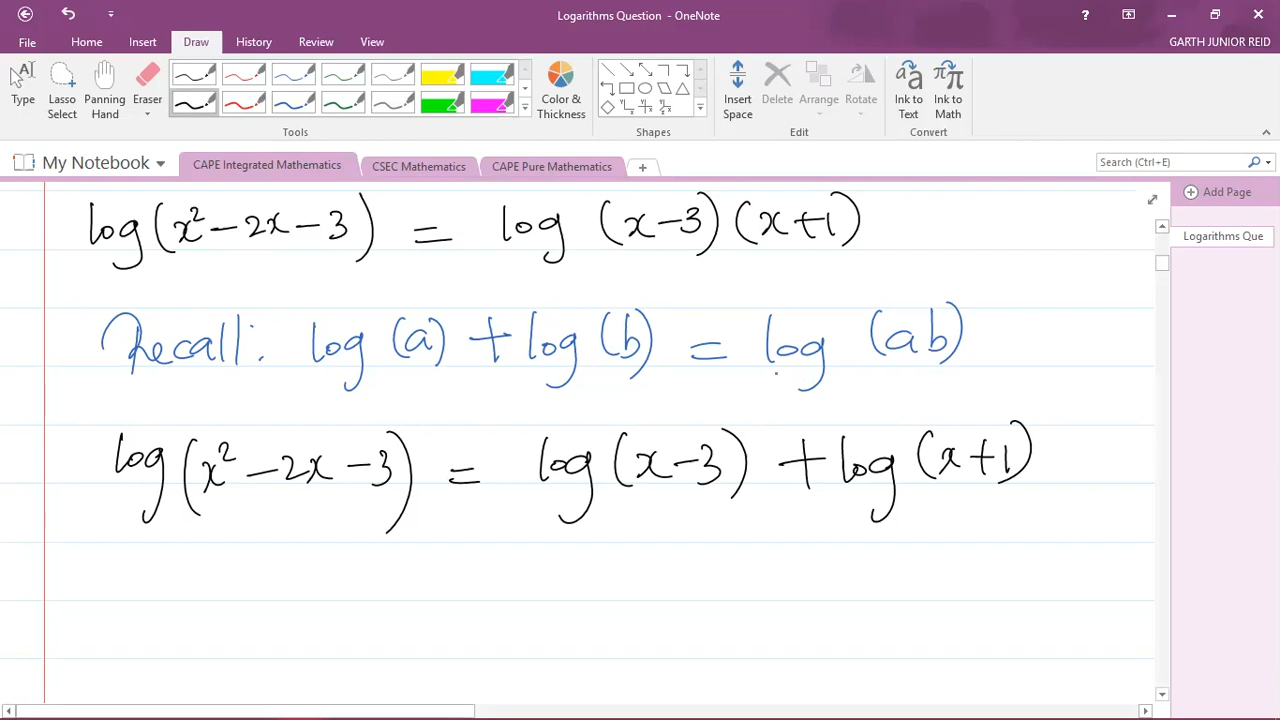 Logarithms Question - OneNote
?
GARTH JUNIOR REID
File Home Insert Draw History Review View
Type
Lasso Select
Panning Hand
Eraser
Color & Thickness
Insert Space
Delete
Arrange
Rotate
Ink to Text
Ink to Math
Tools
Shapes
Edit
Convert
My Notebook
CAPE Integrated Mathematics
CSEC Mathematics
CAPE Pure Mathematics
Search (Ctrl+E)
Add Page
Logarithms Que
log(x²-2x-3) = log (x-3)(x+1)
Recall: log (a) + log (b) = log (ab)
log(x²-2x-3) = log(x-3) + log(x+1)